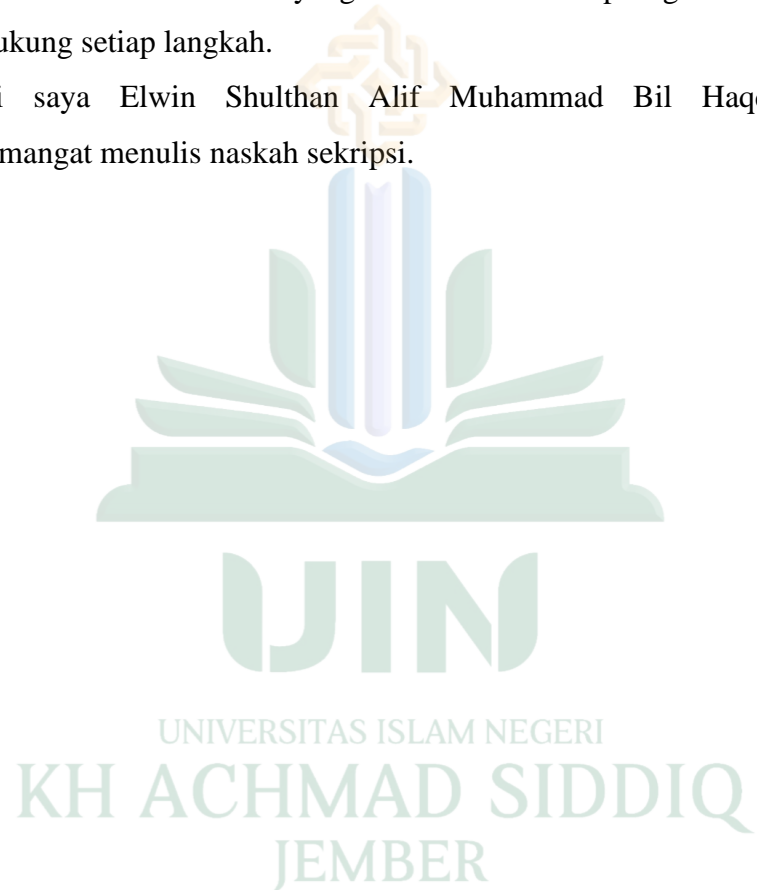 ukung setiap langkah.
i saya Elwin Shulthan Alif Muhammad Bil Haq
mangat menulis naskah sekripsi.
UIN
UNIVERSITAS ISLAM NEGERI
KH ACHMAD SIDDIQ
JEMBER